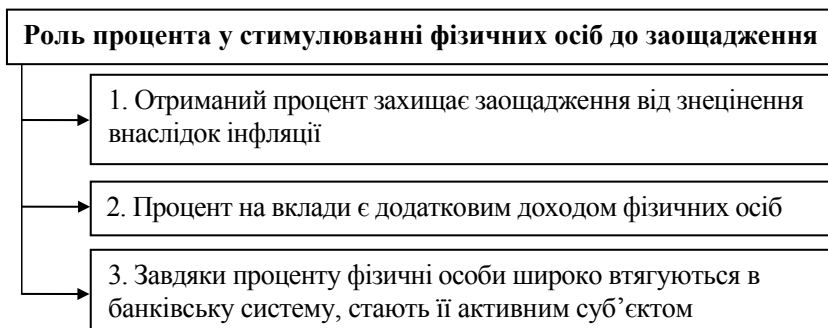 Роль процента у стимулюванні фізичних осіб до заощадження
1. Отриманий процент захищає заощадження від знецінення
внаслідок інфляції
2. Процент на вклади є додатковим доходом фізичних осіб
3. Завдяки проценту фізичні особи широко втягуються в
банківську систему, стають її активним суб’єктом